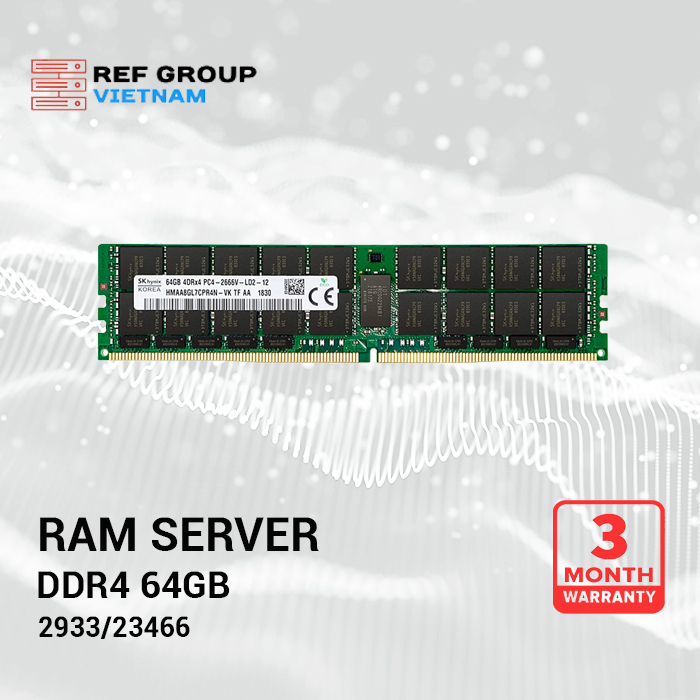 REF GROUP
VIETNAM
SK hynix
KOREA
64GB 4DRx4 PC4-2666V-LD2-12
HMAA8GL7CPR4N-VK TF AA 1830
RAM SERVER
DDR4 64GB
2933/23466
3
MONTH
WARRANTY